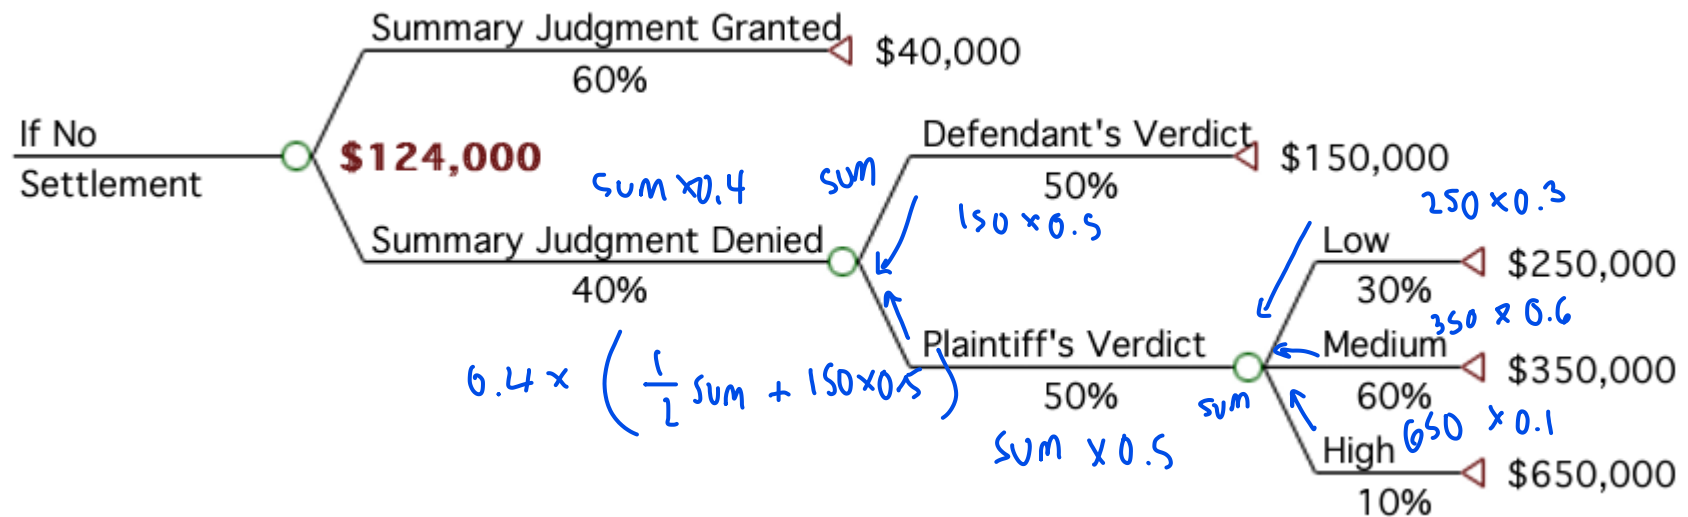 Summary Judgment Granted
$40,000
60%
If No
Settlement
$124,000
Defendant's Verdict
$150,000
50%
sum
sum x0.4
150 x 0.5
250 x 0.3
Summary Judgment Denied
40%
Low
$250,000
30%
350 x 0.6
Plaintiff's Verdict
50%
Medium
$350,000
60%
0.4 x ( 1/2 sum + 150x0.5 )
sum
sum x 0.5
650 x 0.1
High
$650,000
10%